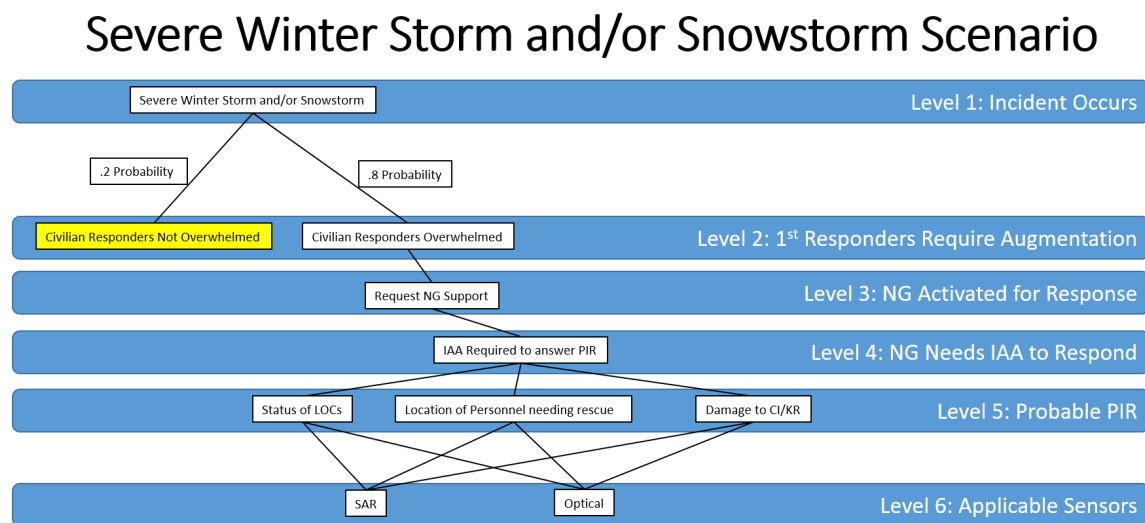 Severe Winter Storm and/or Snowstorm Scenario
Severe Winter Storm and/or Snowstorm
Level 1: Incident Occurs
.2 Probability
.8 Probability
Civilian Responders Not Overwhelmed
Civilian Responders Overwhelmed
Level 2: 1st Responders Require Augmentation
Request NG Support
Level 3: NG Activated for Response
IAA Required to answer PIR
Level 4: NG Needs IAA to Respond
Status of LOCs
Location of Personnel needing rescue
Damage to CI/KR
Level 5: Probable PIR
SAR
Optical
Level 6: Applicable Sensors